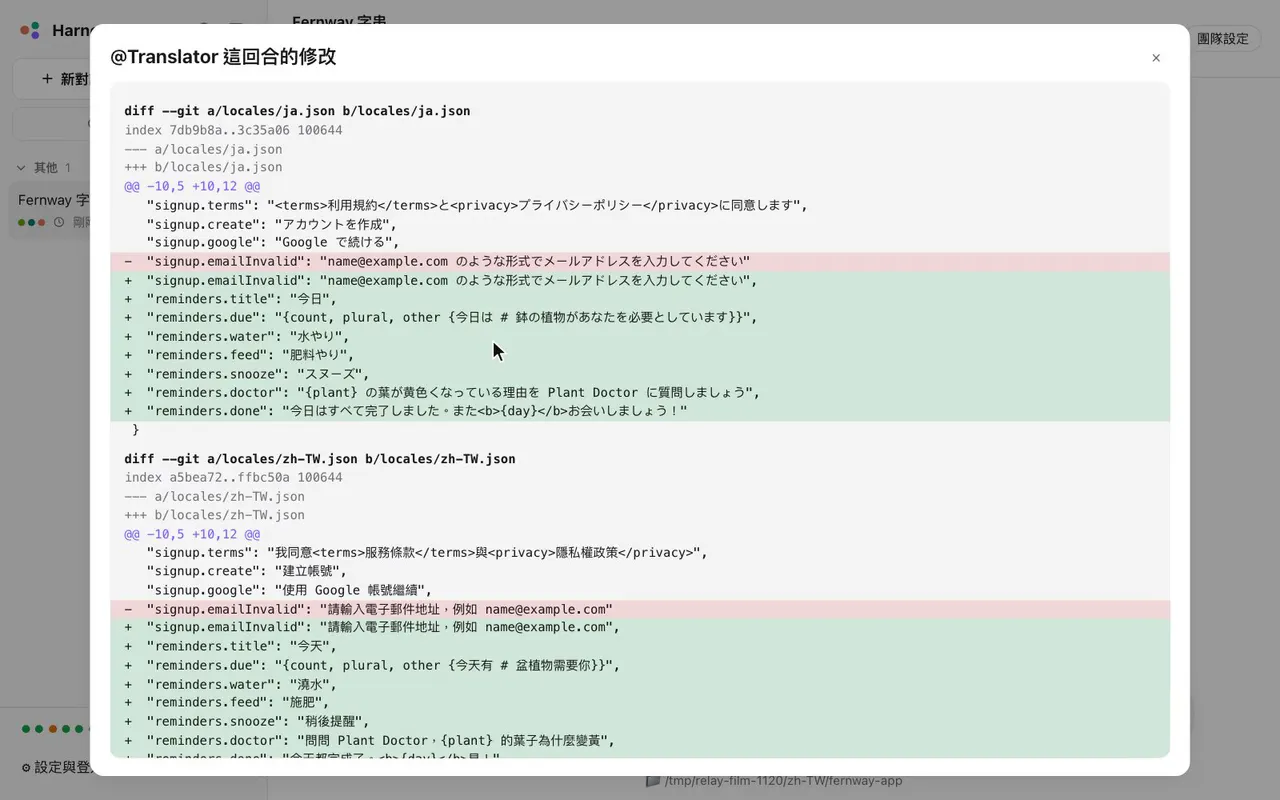 Harn
Fernway 字串
團隊設定
@Translator 這回合的修改
×
+ 新對
diff --git a/locales/ja.json b/locales/ja.json
index 7db9b8a..3c35a06 100644
--- a/locales/ja.json
+++ b/locales/ja.json
@@ -10,5 +10,12 @@
"signup.terms": "<terms>利用規約</terms>と<privacy>プライバシーポリシー</privacy>に同意します",
"signup.create": "アカウントを作成",
"signup.google": "Google で続ける",
- "signup.emailInvalid": "name@example.com のような形式でメールアドレスを入力してください"
+ "signup.emailInvalid": "name@example.com のような形式でメールアドレスを入力してください",
+ "reminders.title": "今日",
+ "reminders.due": "{count, plural, other {今日は # 鉢の植物があなたを必要としています}}",
+ "reminders.water": "水やり",
+ "reminders.feed": "肥料やり",
+ "reminders.snooze": "スヌーズ",
+ "reminders.doctor": "{plant} の葉が黄色くなっている理由を Plant Doctor に質問しましょう",
+ "reminders.done": "今日はすべて完了しました。また<b>{day}</b>お会いしましょう！"
}
diff --git a/locales/zh-TW.json b/locales/zh-TW.json
index a5bea72..ffbc50a 100644
--- a/locales/zh-TW.json
+++ b/locales/zh-TW.json
@@ -10,5 +10,12 @@
"signup.terms": "我同意<terms>服務條款</terms>與<privacy>隱私權政策</privacy>",
"signup.create": "建立帳號",
"signup.google": "使用 Google 帳號繼續",
- "signup.emailInvalid": "請輸入電子郵件地址，例如 name@example.com"
+ "signup.emailInvalid": "請輸入電子郵件地址，例如 name@example.com",
+ "reminders.title": "今天",
+ "reminders.due": "{count, plural, other {今天有 # 盆植物需要你}}",
+ "reminders.water": "澆水",
+ "reminders.feed": "施肥",
+ "reminders.snooze": "稍後提醒",
+ "reminders.doctor": "問問 Plant Doctor，{plant} 的葉子為什麼變黃",
+ "reminders.done": "今天都完成了。<b>{day}</b>見！"
其他 1
Fernway 字
剛
設定與登
/tmp/relay-film-1120/zh-TW/fernway-app